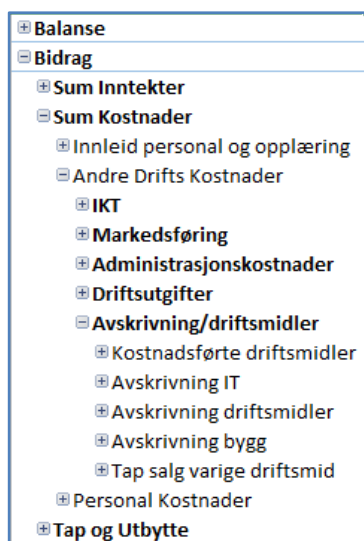 Balanse
Bidrag
Sum Inntekter
Sum Kostnader
Innleid personal og opplæring
Andre Drifts Kostnader
IKT
Markedsføring
Administrasjonskostnader
Driftsutgifter
Avskrivning/driftsmidler
Kostnadsførte driftsmidler
Avskrivning IT
Avskrivning driftsmidler
Avskrivning bygg
Tap salg varige driftsmid
Personal Kostnader
Tap og Utbytte